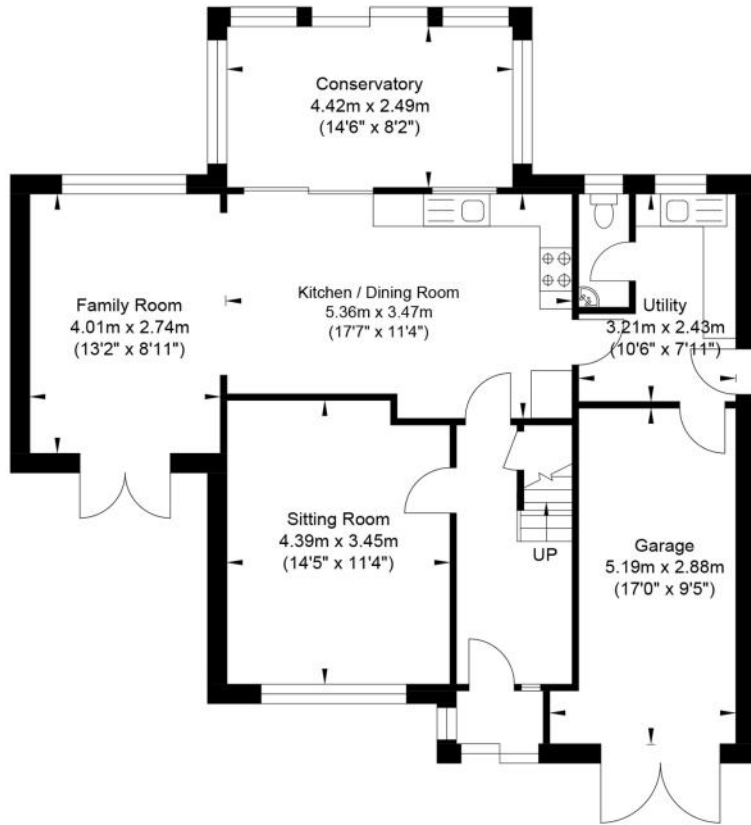 Conservatory
4.42m x 2.49m
(14'6" x 8'2")
Family Room
4.01m x 2.74m
(13'2" x 8'11")
Kitchen / Dining Room
5.36m x 3.47m
(17'7" x 11'4")
Utility
3.21m x 2.43m
(10'6" x 7'11")
Sitting Room
4.39m x 3.45m
(14'5" x 11'4")
UP
Garage
5.19m x 2.88m
(17'0" x 9'5")